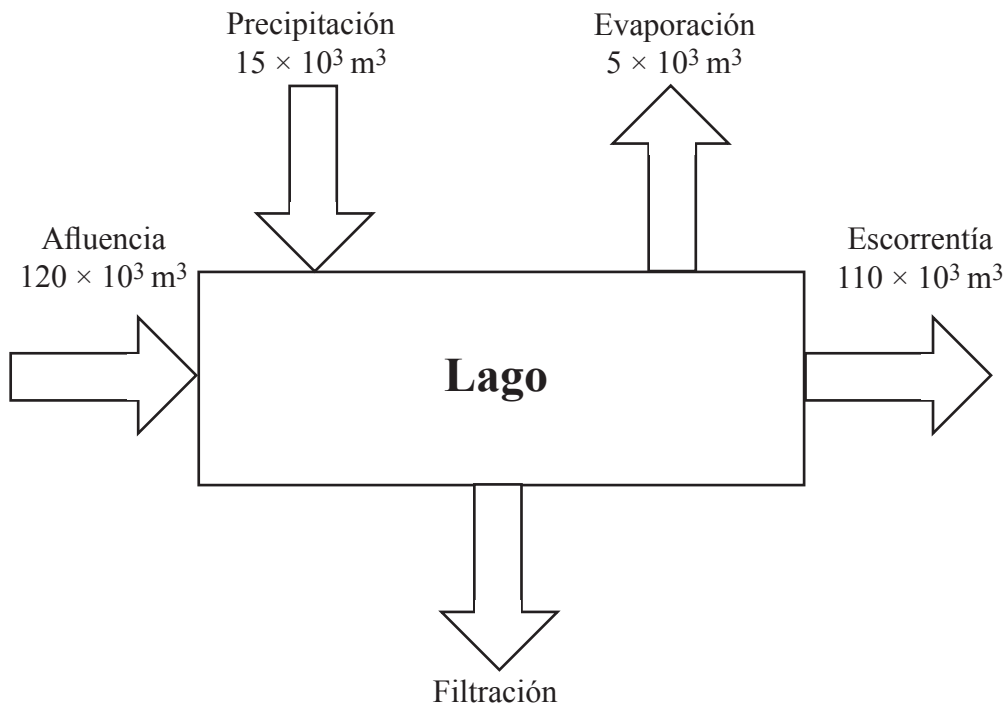 Precipitación
15 × 10³ m³
Evaporación
5 × 10³ m³
Afluencia
120 × 10³ m³
Escorrentía
110 × 10³ m³
Lago
Filtración